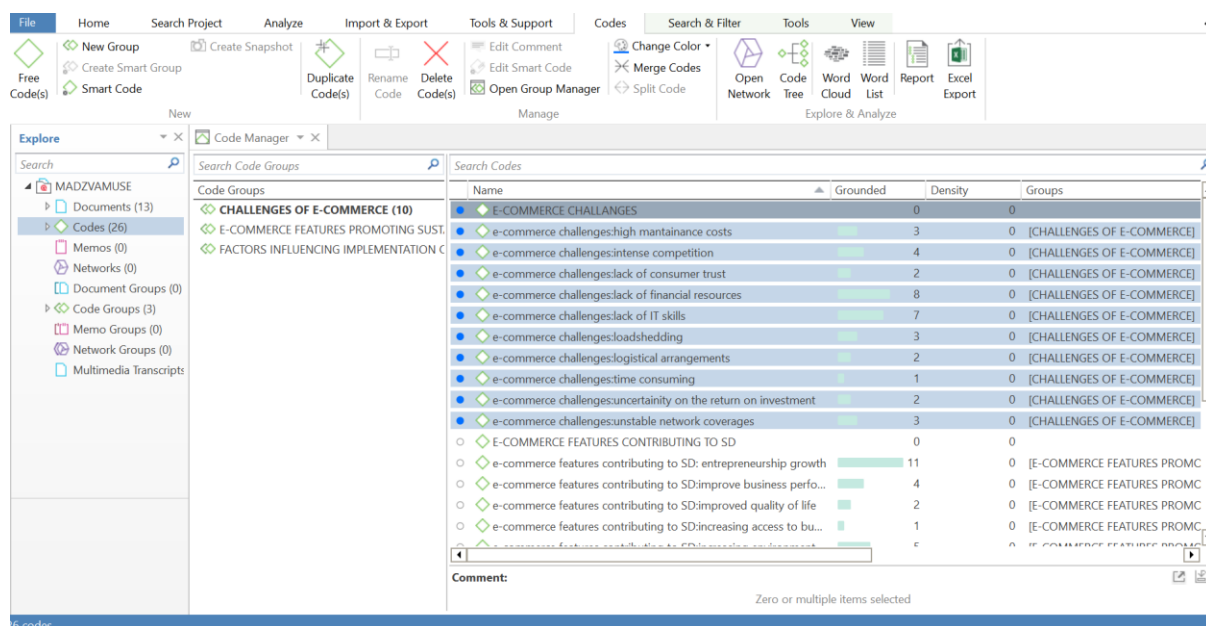 File Home Search Project Analyze Import & Export Tools & Support Codes Search & Filter Tools View
New Group
Create Smart Group
Smart Code
Free Code(s)
Create Snapshot
Duplicate Code(s)
Rename Code
Delete Code(s)
Edit Comment
Edit Smart Code
Open Group Manager
Change Color
Merge Codes
Split Code
Open Network
Code Tree
Word Cloud
Word List
Report
Excel Export
New Manage Explore & Analyze
Explore
Search
MADZVAMUSE
Documents (13)
Codes (26)
Memos (0)
Networks (0)
Document Groups (0)
Code Groups (3)
Memo Groups (0)
Network Groups (0)
Multimedia Transcripts
Code Manager
Search Code Groups
Code Groups
CHALLENGES OF E-COMMERCE (10)
E-COMMERCE FEATURES PROMOTING SUST
FACTORS INFLUENCING IMPLEMENTATION
Search Codes
Name Grounded Density Groups
E-COMMERCE CHALLANGES 0 0
e-commerce challenges:high mantainance costs 3 0 [CHALLENGES OF E-COMMERCE]
e-commerce challenges:intense competition 4 0 [CHALLENGES OF E-COMMERCE]
e-commerce challenges:lack of consumer trust 2 0 [CHALLENGES OF E-COMMERCE]
e-commerce challenges:lack of financial resources 8 0 [CHALLENGES OF E-COMMERCE]
e-commerce challenges:lack of IT skills 7 0 [CHALLENGES OF E-COMMERCE]
e-commerce challenges:loadshedding 3 0 [CHALLENGES OF E-COMMERCE]
e-commerce challenges:logistical arrangements 2 0 [CHALLENGES OF E-COMMERCE]
e-commerce challenges:time consuming 1 0 [CHALLENGES OF E-COMMERCE]
e-commerce challenges:uncertainity on the return on investment 2 0 [CHALLENGES OF E-COMMERCE]
e-commerce challenges:unstable network coverages 3 0 [CHALLENGES OF E-COMMERCE]
E-COMMERCE FEATURES CONTRIBUTING TO SD 0 0
e-commerce features contributing to SD: entrepreneurship growth 11 0 [E-COMMERCE FEATURES PROMC
e-commerce features contributing to SD:improve business perfo... 4 0 [E-COMMERCE FEATURES PROMC
e-commerce features contributing to SD:improved quality of life 2 0 [E-COMMERCE FEATURES PROMC
e-commerce features contributing to SD:increasing access to bu... 1 0 [E-COMMERCE FEATURES PROMC
Comment:
Zero or multiple items selected